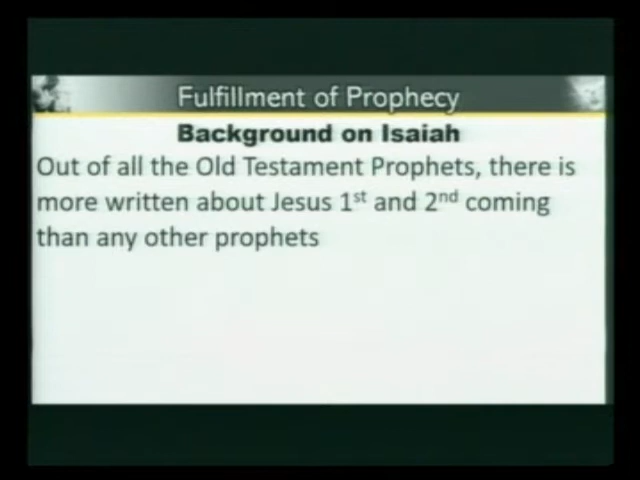 Fulfillment of Prophecy
Background on Isaiah
Out of all the Old Testament Prophets, there is
more written about Jesus 1st and 2nd coming
than any other prophets